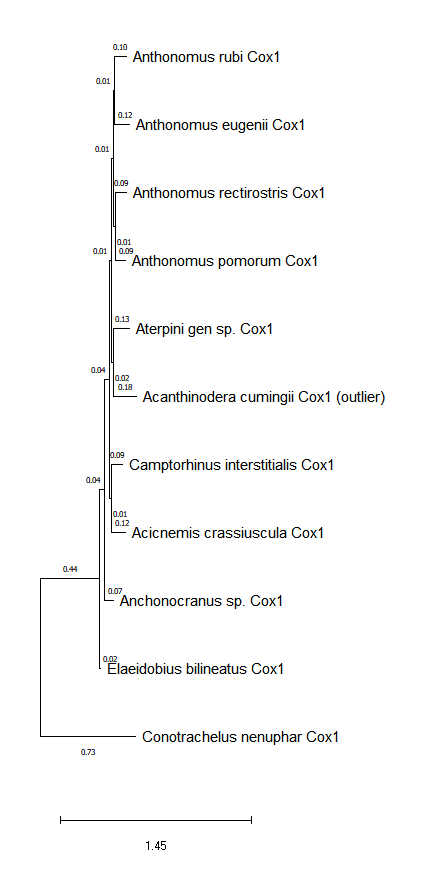 0.10
Anthonomus rubi Cox1
0.01
0.12
Anthonomus eugenii Cox1
0.01
0.09
Anthonomus rectirostris Cox1
0.01
0.01
0.09
Anthonomus pomorum Cox1
0.13
Aterpini gen sp. Cox1
0.04
0.02
0.18
Acanthinodera cumingii Cox1 (outlier)
0.09
Camptorhinus interstitialis Cox1
0.04
0.01
0.12
Acicnemis crassiuscula Cox1
0.44
0.07
Anchonocranus sp. Cox1
0.02
Elaeidobius bilineatus Cox1
Conotrachelus nenuphar Cox1
0.73
1.45